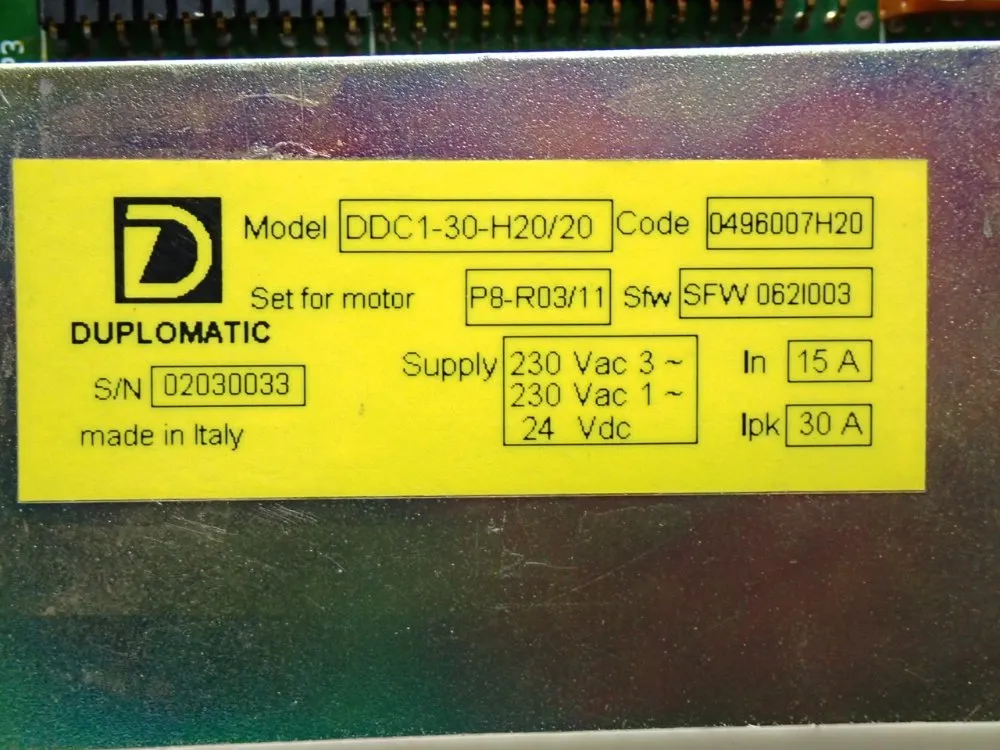 53
Model DDC1-30-H20/20 Code 0496007H20
Set for motor P8-R03/11 Sfw SFW 062I003
DUPLOMATIC
Supply 230 Vac 3 ~ In 15 A
S/N 02030033
230 Vac 1 ~
24 Vdc Ipk 30 A
made in Italy